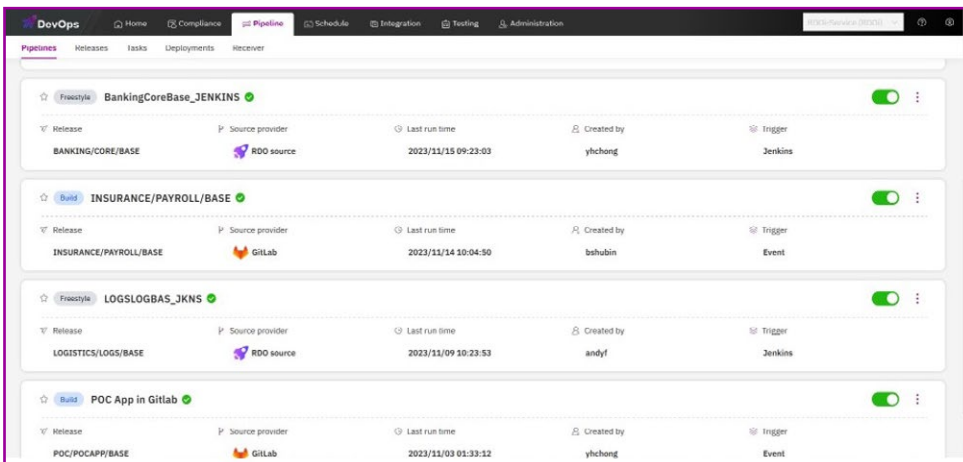 DevOps Home Compliance Pipeline Schedule Integration Testing Administration
Pipelines Releases Tasks Deployments Receiver
Freestyle BankingCoreBase_JENKINS
Release Source provider Last run time Created by Trigger
BANKING/CORE/BASE RDO source 2023/11/15 09:23:03 yhchong Jenkins
Build INSURANCE/PAYROLL/BASE
Release Source provider Last run time Created by Trigger
INSURANCE/PAYROLL/BASE GitLab 2023/11/14 10:04:50 bshubin Event
Freestyle LOGSLOGBAS_JKNS
Release Source provider Last run time Created by Trigger
LOGISTICS/LOGS/BASE RDO source 2023/11/09 10:23:53 andyf Jenkins
Build POC App in Gitlab
Release Source provider Last run time Created by Trigger
POC/POCAPP/BASE GitLab 2023/11/03 01:33:12 yhchong Event